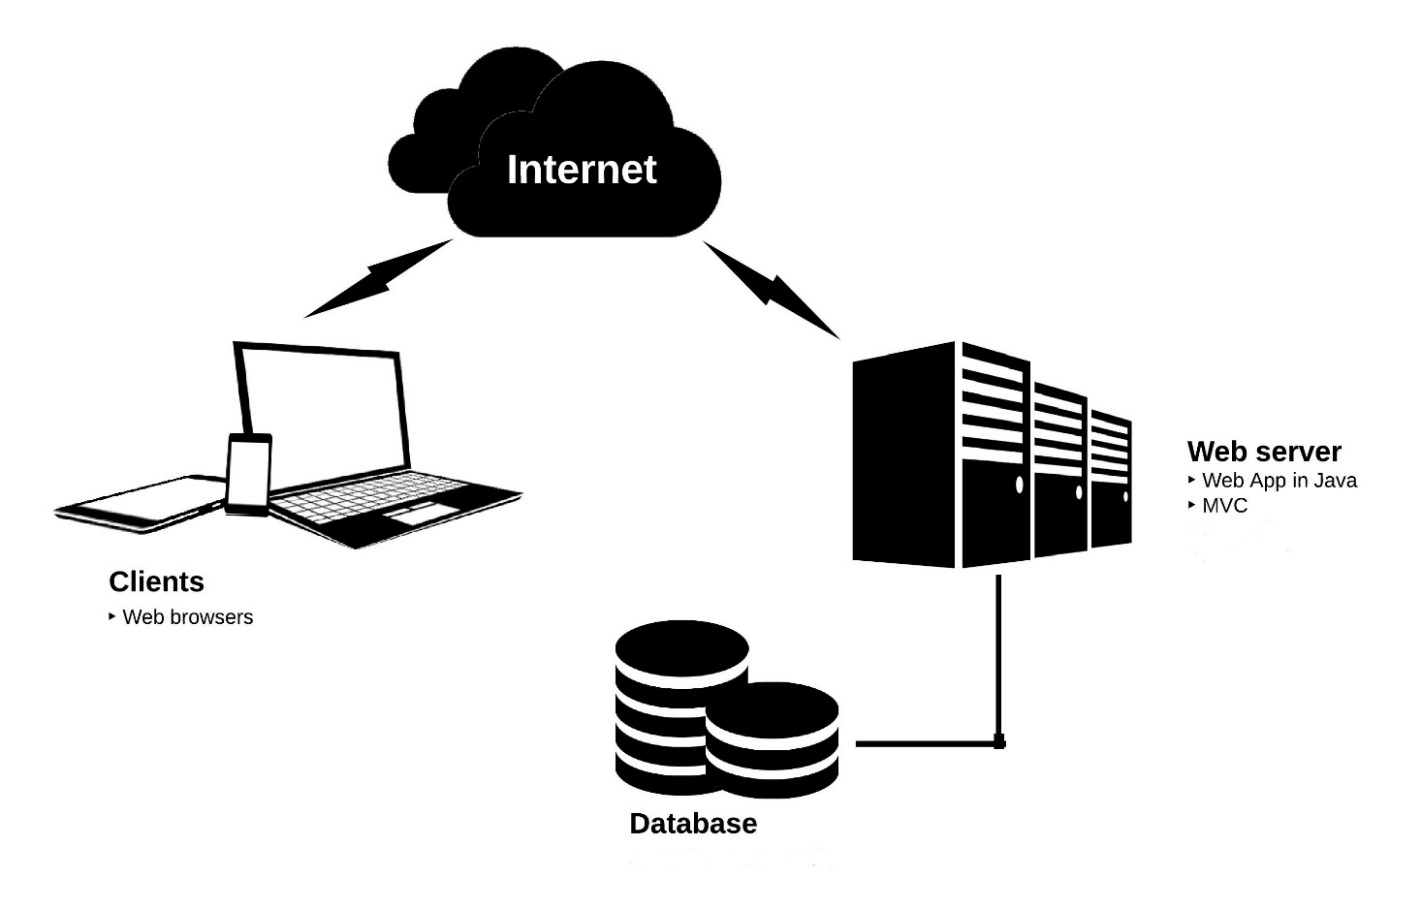 Internet
Web server
‣ Web App in Java
‣ MVC
Clients
‣ Web browsers
Database